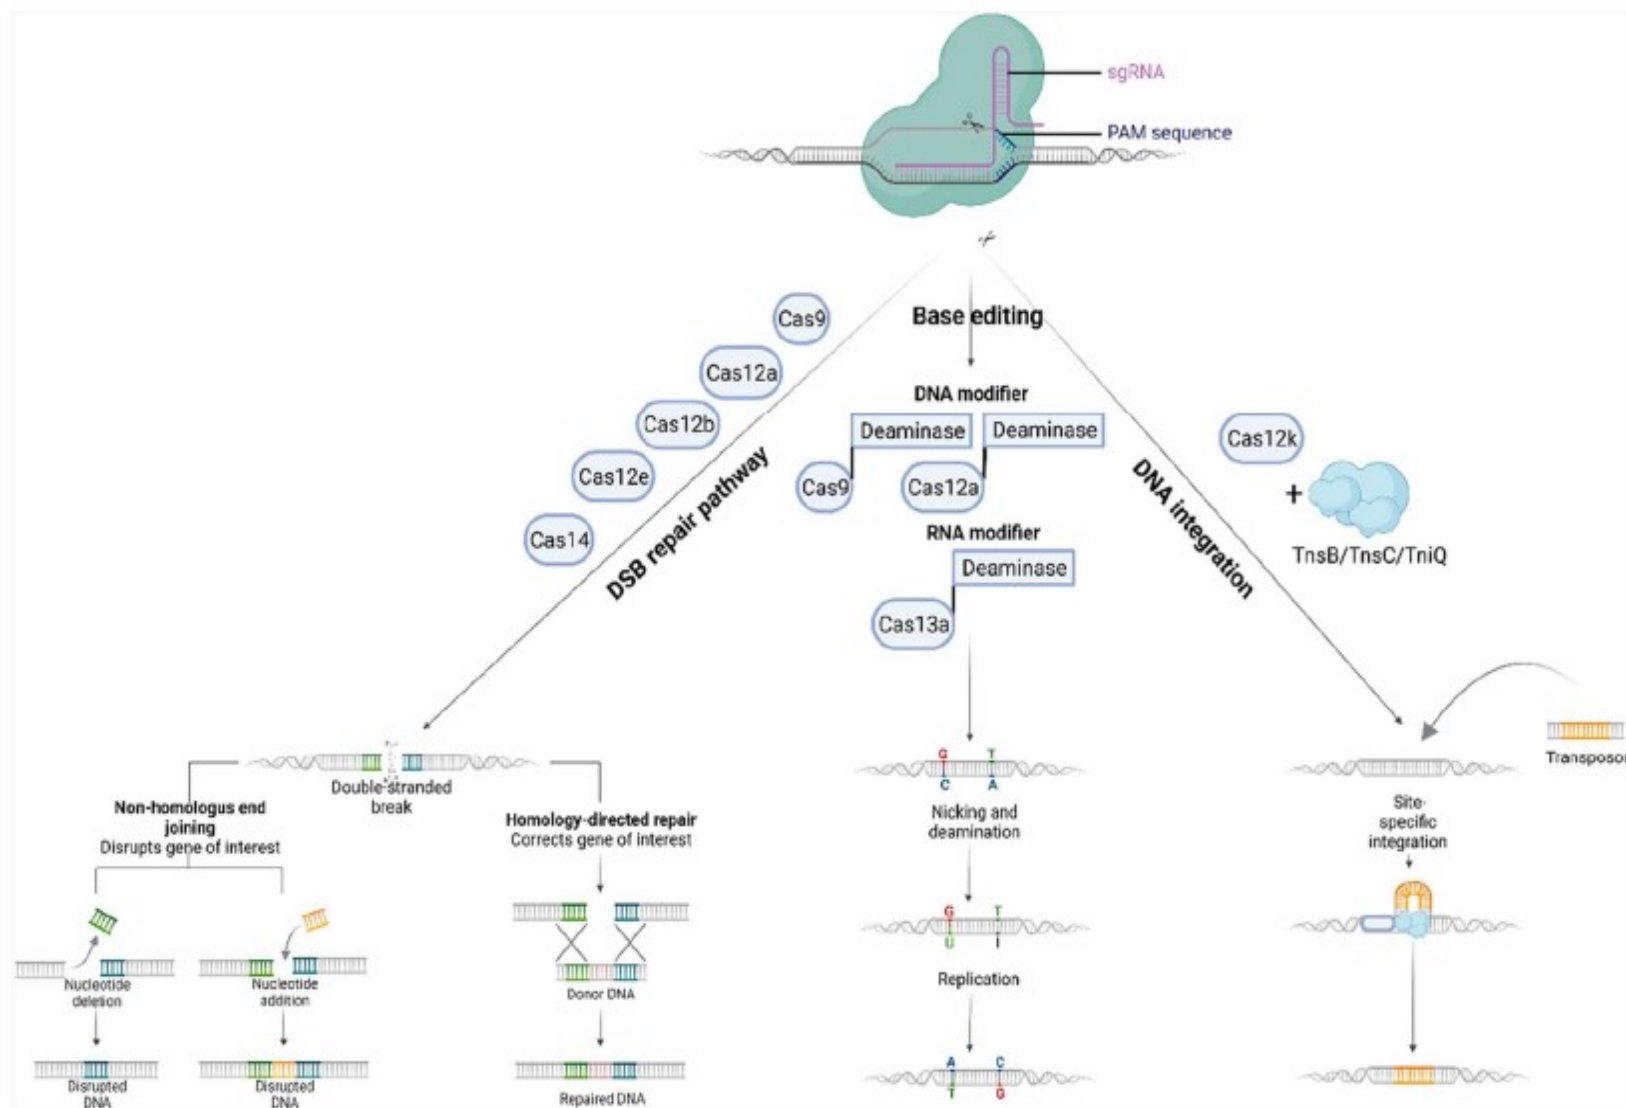 sgRNA
PAM sequence
Cas9
Cas12a
Cas12b
Cas12e
Cas14
DSB repair pathway
Base editing
DNA modifier
Deaminase
Deaminase
Cas9
Cas12a
RNA modifier
Deaminase
Cas13a
DNA integration
Cas12k
+
TnsB/TnsC/TniQ
Double-stranded
break
Non-homologus end
joining
Disrupts gene of interest
Homology-directed repair
Corrects gene of interest
Nucleotide
deletion
Nucleotide
addition
Donor DNA
Disrupted
DNA
Disrupted
DNA
Repaired DNA
G T
C A
Nicking and
deamination
G T
U I
Replication
A C
T G
Transposon
Site-
specific
integration